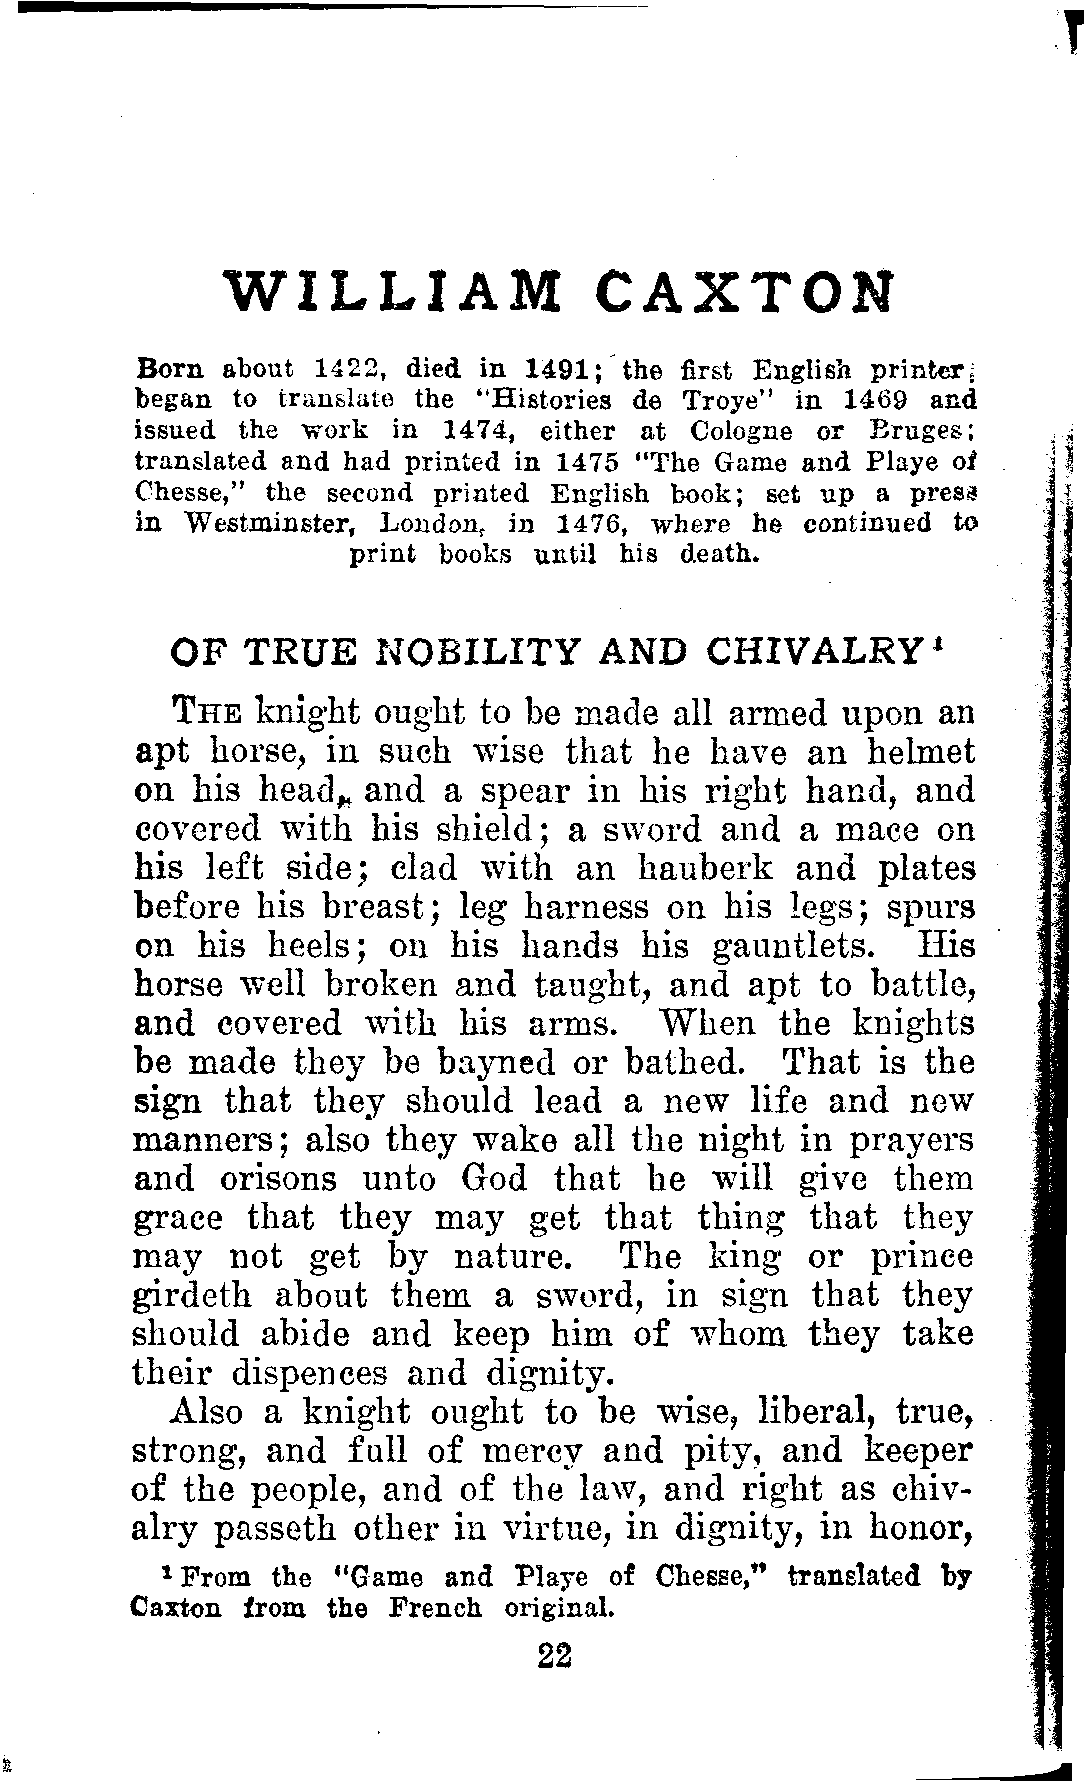 WILLIAM CAXTON
Born about 1422, died in 1491; the first English printer;
began to translate the "Histories de Troye" in 1469 and
issued the work in 1474, either at Cologne or Bruges;
translated and had printed in 1475 "The Game and Playe of
Chesse," the second printed English book; set up a press
in Westminster, London, in 1476, where he continued to
print books until his death.
OF TRUE NOBILITY AND CHIVALRY¹
THE knight ought to be made all armed upon an
apt horse, in such wise that he have an helmet
on his head, and a spear in his right hand, and
covered with his shield; a sword and a mace on
his left side; clad with an hauberk and plates
before his breast; leg harness on his legs; spurs
on his heels; on his hands his gauntlets. His
horse well broken and taught, and apt to battle,
and covered with his arms. When the knights
be made they be bayned or bathed. That is the
sign that they should lead a new life and new
manners; also they wake all the night in prayers
and orisons unto God that he will give them
grace that they may get that thing that they
may not get by nature. The king or prince
girdeth about them a sword, in sign that they
should abide and keep him of whom they take
their dispences and dignity.
Also a knight ought to be wise, liberal, true,
strong, and full of mercy and pity, and keeper
of the people, and of the law, and right as chiv-
alry passeth other in virtue, in dignity, in honor,
¹ From the "Game and Playe of Chesse," translated by
Caxton from the French original.
22